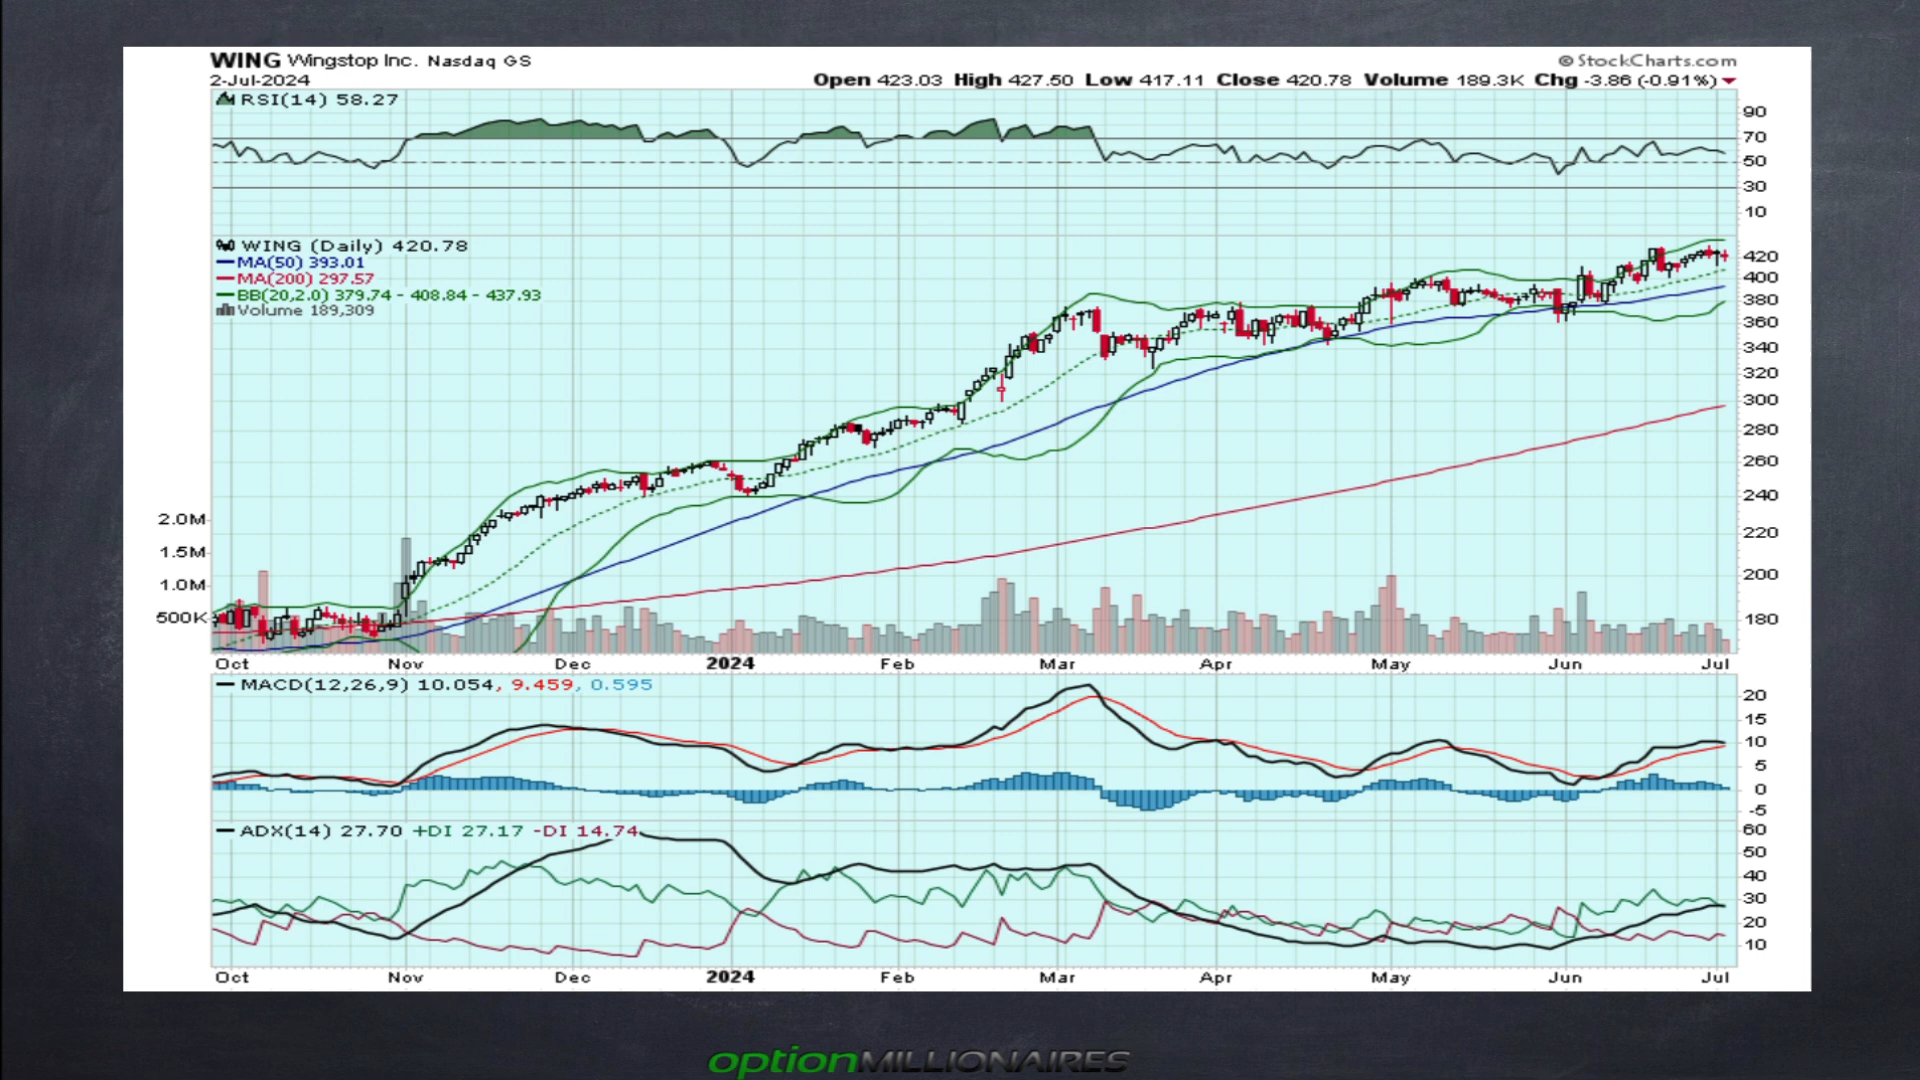 WING Wingstop Inc. Nasdaq GS
© StockCharts.com
2-Jul-2024
Open 423.03 High 427.50 Low 417.11 Close 420.78 Volume 189.3K Chg -3.86 (-0.91%)
RSI(14) 58.27
90
70
50
30
10
WING (Daily) 420.78
MA(50) 393.01
MA(200) 297.57
BB(20,2.0) 379.74 - 408.84 - 437.93
Volume 189,309
420
400
380
360
340
320
300
280
260
240
220
200
180
2.0M
1.5M
1.0M
500K
Oct Nov Dec 2024 Feb Mar Apr May Jun Jul
MACD(12,26,9) 10.054, 9.459, 0.595
20
15
10
5
0
-5
ADX(14) 27.70 +DI 27.17 -DI 14.74
60
50
40
30
20
10
Oct Nov Dec 2024 Feb Mar Apr May Jun Jul
optionMILLIONAIRES